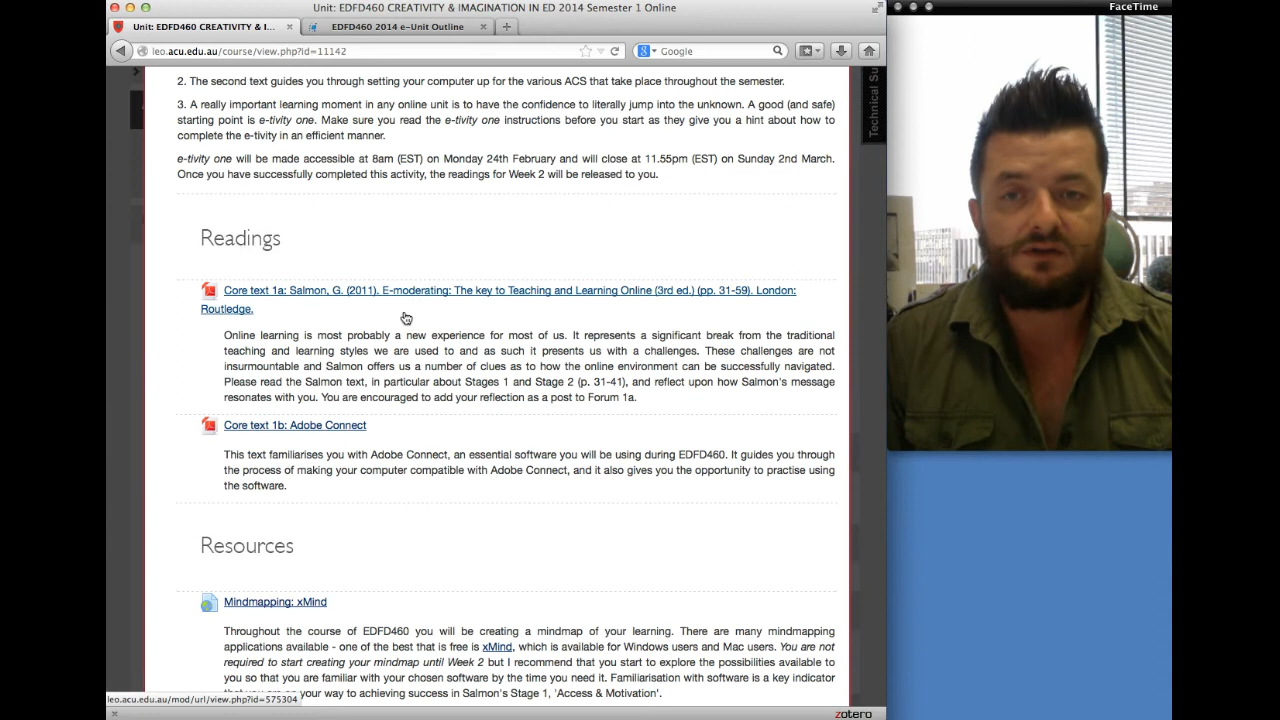 Unit: EDFD460 CREATIVITY & IMAGINATION IN ED 2014 Semester 1 Online
FaceTime
Unit: EDFD460 CREATIVITY & I...
EDFD460 2014 e-Unit Outline
leo.acu.edu.au/course/view.php?id=11142
Google
2. The second text guides you through setting your computer up for the various ACS that take place throughout the semester.
3. A really important learning moment in any online unit is to have the confidence to literally jump into the unknown. A good (and safe)
starting point is e-tivity one. Make sure you read the e-tivity one instructions before you start as they give you a hint about how to
complete the e-tivity in an efficient manner.
e-tivity one will be made accessible at 8am (EST) on Monday 24th February and will close at 11.55pm (EST) on Sunday 2nd March.
Once you have successfully completed this activity, the readings for Week 2 will be released to you.
Technical Su
Readings
Core text 1a: Salmon, G. (2011). E-moderating: The key to Teaching and Learning Online (3rd ed.) (pp. 31-59). London:
Routledge.
Online learning is most probably a new experience for most of us. It represents a significant break from the traditional
teaching and learning styles we are used to and as such it presents us with a challenges. These challenges are not
insurmountable and Salmon offers us a number of clues as to how the online environment can be successfully navigated.
Please read the Salmon text, in particular about Stages 1 and Stage 2 (p. 31-41), and reflect upon how Salmon's message
resonates with you. You are encouraged to add your reflection as a post to Forum 1a.
Core text 1b: Adobe Connect
This text familiarises you with Adobe Connect, an essential software you will be using during EDFD460. It guides you through
the process of making your computer compatible with Adobe Connect, and it also gives you the opportunity to practise using
the software.
Resources
Mindmapping: xMind
Throughout the course of EDFD460 you will be creating a mindmap of your learning. There are many mindmapping
applications available - one of the best that is free is xMind, which is available for Windows users and Mac users. You are not
required to start creating your mindmap until Week 2 but I recommend that you start to explore the possibilities available to
you so that you are familiar with your chosen software by the time you need it. Familiarisation with software is a key indicator
your way to achieving success in Salmon's Stage 1, 'Access & Motivation'.
leo.acu.edu.au/mod/url/view.php?id=575304
zotero